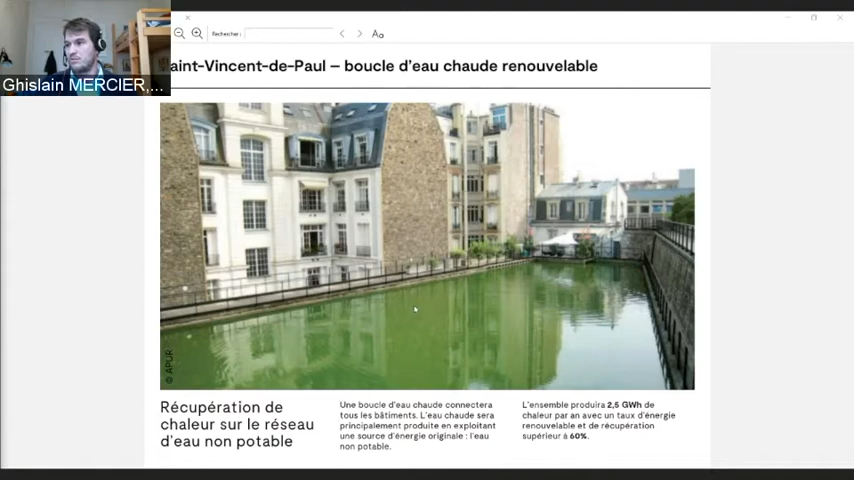 Rechercher :
Aa
Ghislain MERCIER,...
aint-Vincent-de-Paul – boucle d'eau chaude renouvelable
© APUR
Récupération de
chaleur sur le réseau
d'eau non potable
Une boucle d'eau chaude connectera
tous les bâtiments. L'eau chaude sera
principalement produite en exploitant
une source d'énergie originale : l'eau
non potable.
L'ensemble produira 2,5 GWh de
chaleur par an avec un taux d'énergie
renouvelable et de récupération
supérieur à 60%.